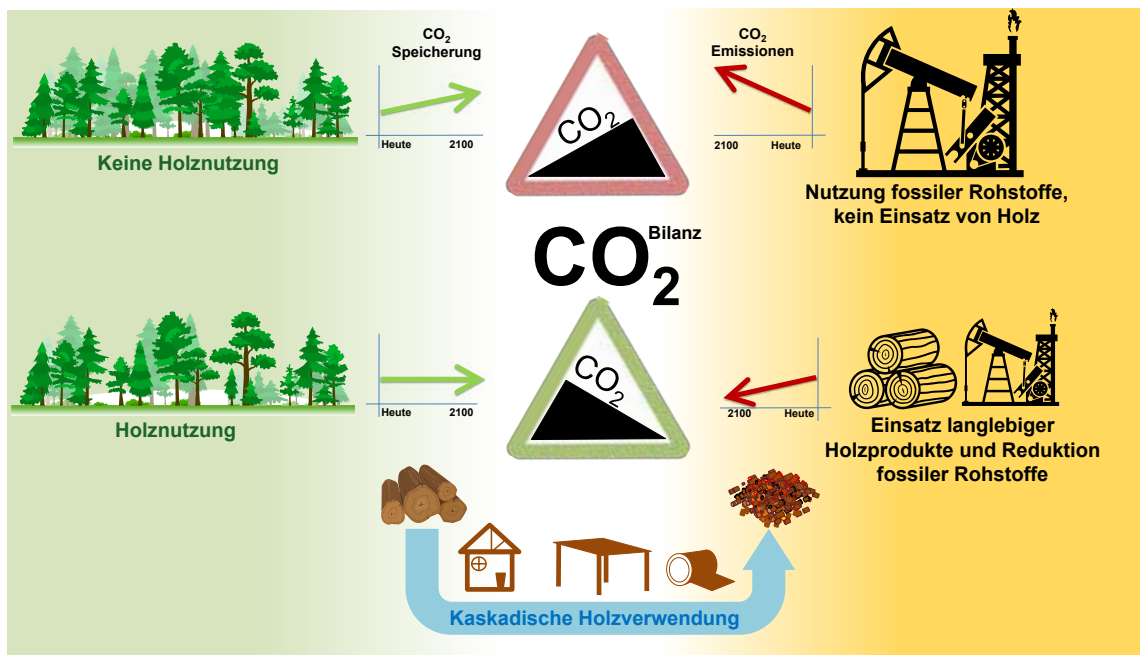 CO2
Speicherung
CO2
Emissionen
CO2
Heute
2100
2100
Heute
Keine Holznutzung
Nutzung fossiler Rohstoffe,
kein Einsatz von Holz
CO2 Bilanz
CO2
Heute
2100
2100
Heute
Holznutzung
Einsatz langlebiger
Holzprodukte und Reduktion
fossiler Rohstoffe
Kaskadische Holzverwendung